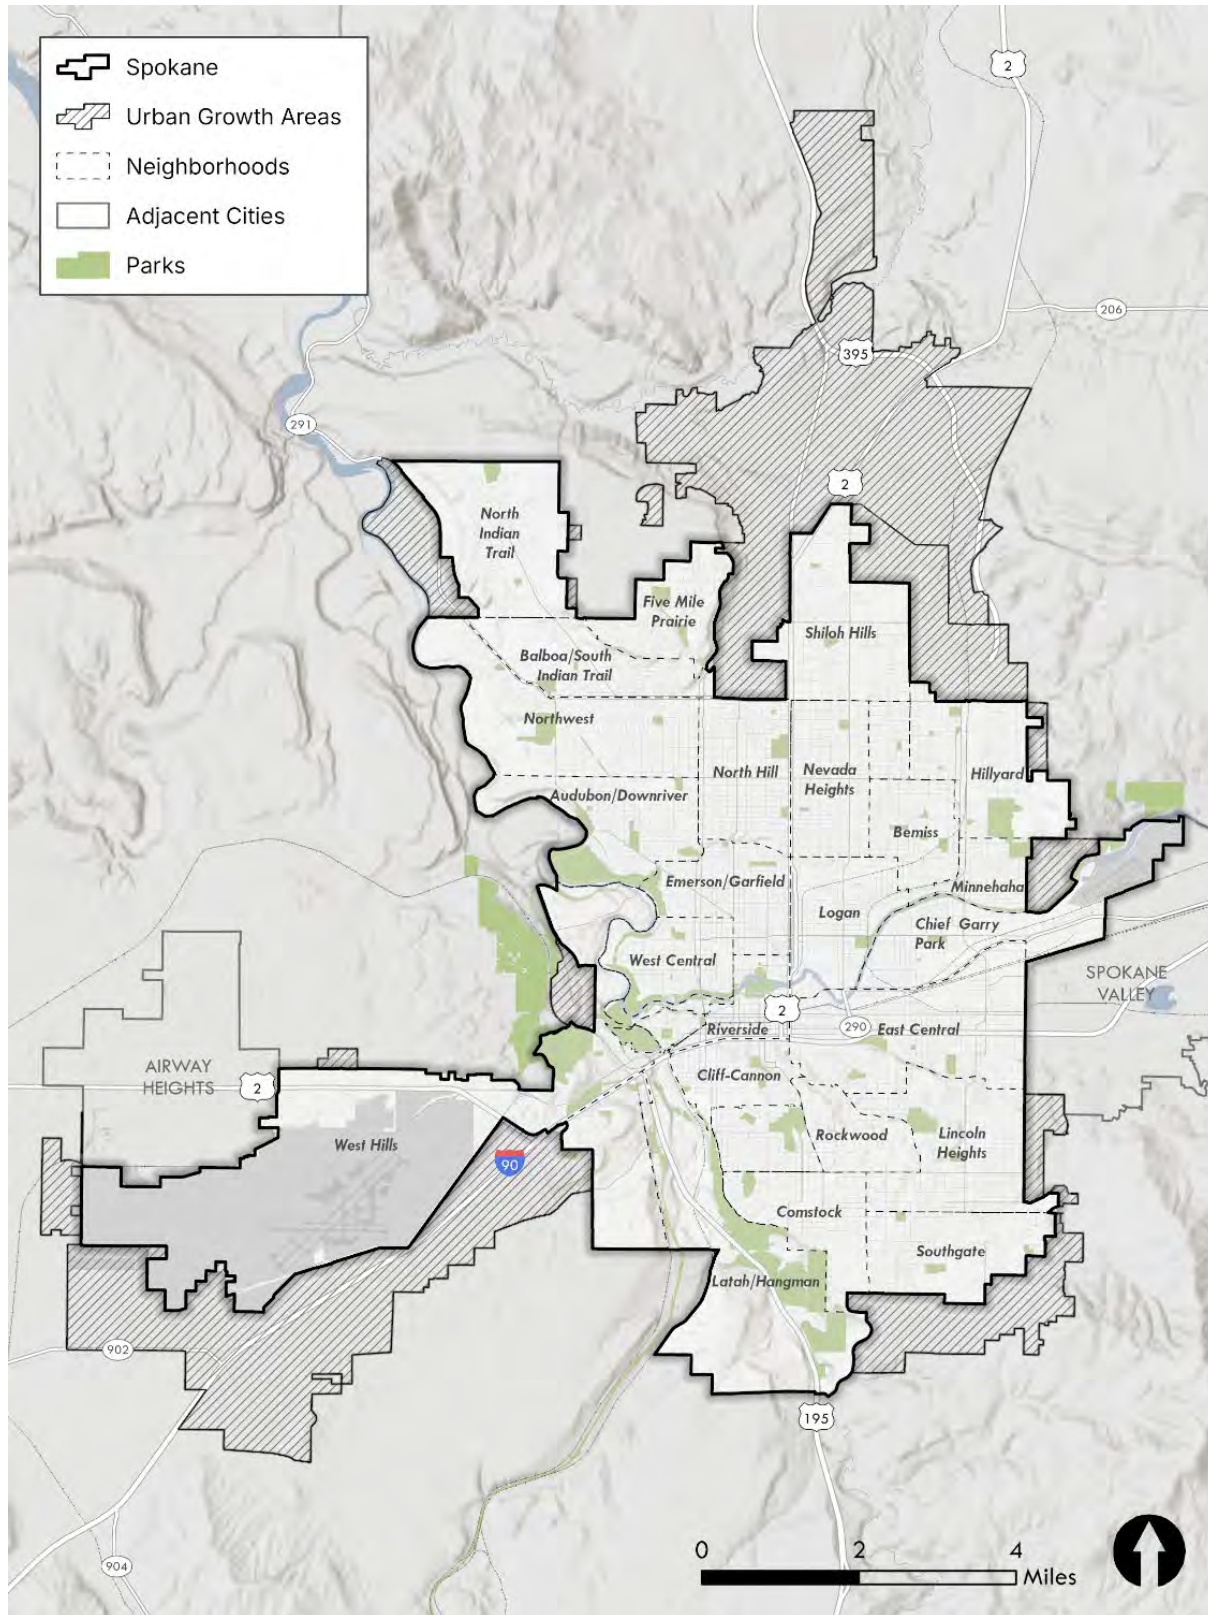 Spokane
Urban Growth Areas
Neighborhoods
Adjacent Cities
Parks
2
206
395
291
2
North
Indian
Trail
Five Mile
Prairie
Shiloh Hills
Balboa/South
Indian Trail
Northwest
North Hill
Nevada
Heights
Hillyard
Audubon/Downriver
Bemiss
Emerson/Garfield
Minnehaha
Logan
Chief Garry
Park
West Central
SPOKANE
VALLEY
2
Riverside
290
East Central
AIRWAY
HEIGHTS
2
Cliff-Cannon
West Hills
90
Rockwood
Lincoln
Heights
Comstock
Southgate
Latah/Hangman
902
195
904
0
2
4
Miles